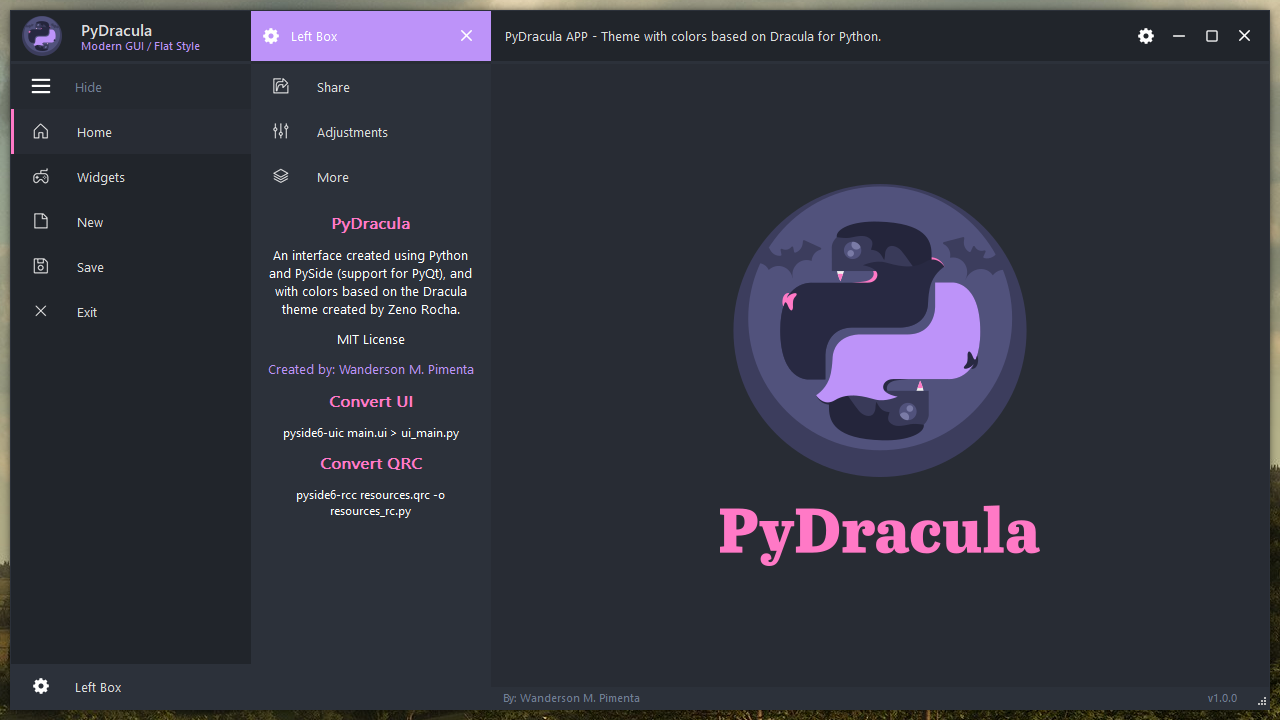 PyDracula
Modern GUI / Flat Style
Hide
Home
Widgets
New
Save
Exit
Left Box
Left Box
Share
Adjustments
More
PyDracula
An interface created using Python
and PySide (support for PyQt), and
with colors based on the Dracula
theme created by Zeno Rocha.
MIT License
Created by: Wanderson M. Pimenta
Convert UI
pyside6-uic main.ui > ui_main.py
Convert QRC
pyside6-rcc resources.qrc -o
resources_rc.py
PyDracula APP - Theme with colors based on Dracula for Python.
PyDracula
By: Wanderson M. Pimenta
v1.0.0